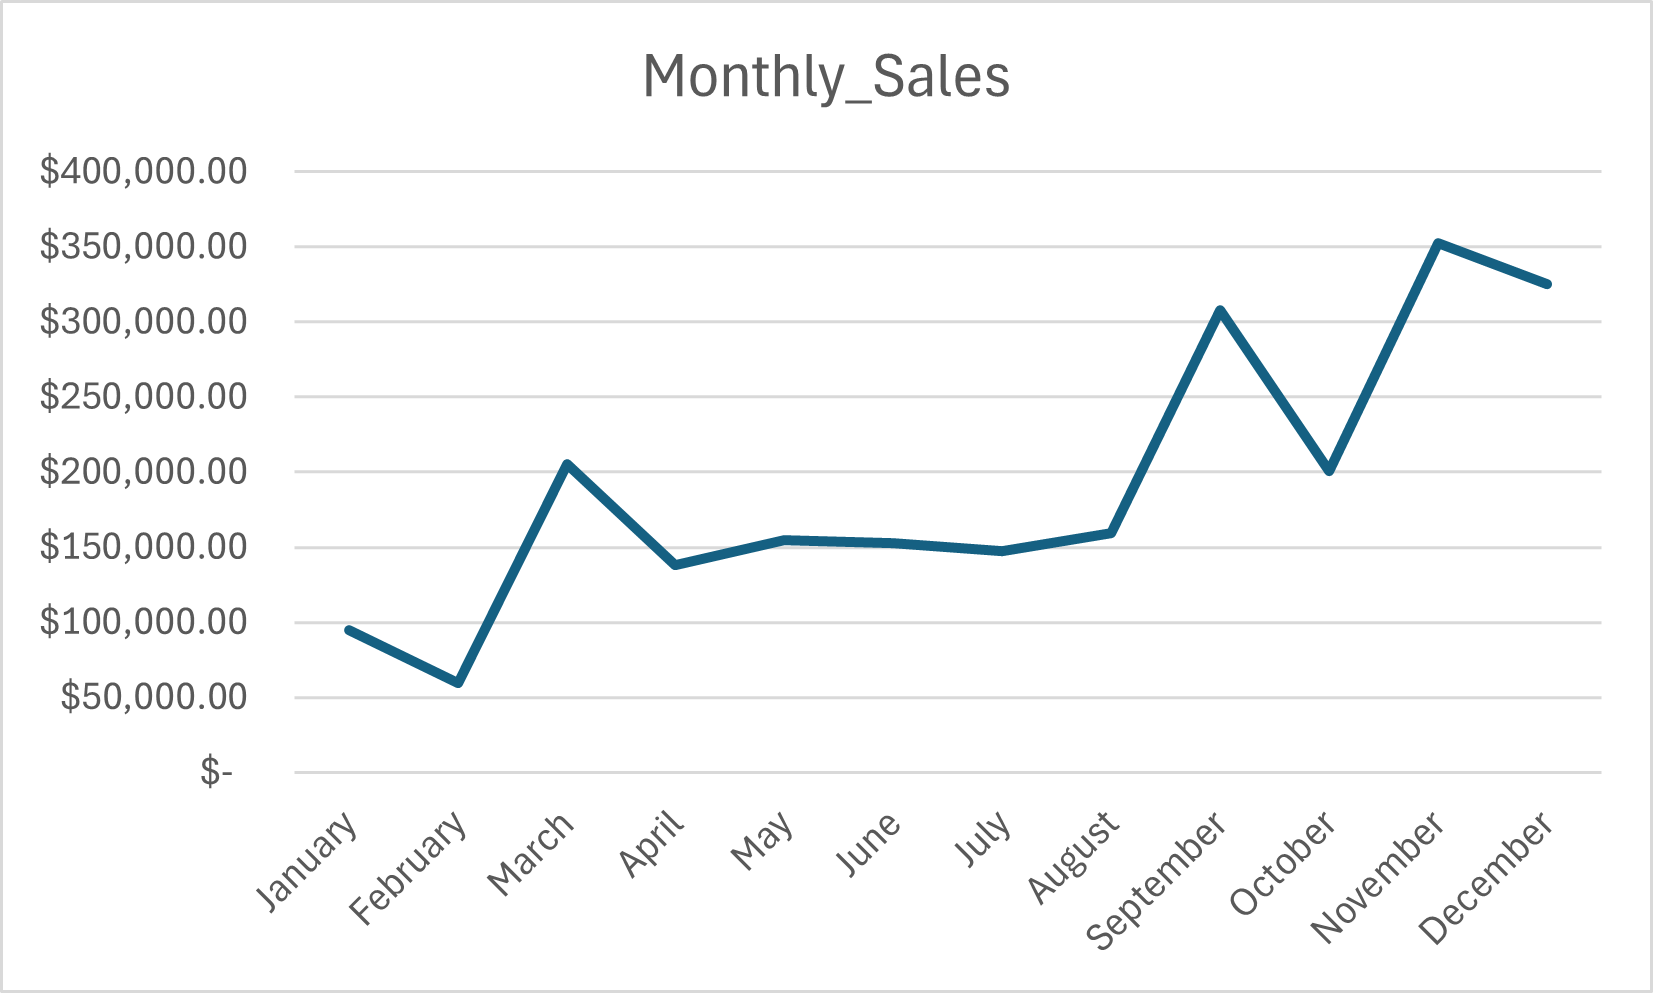 Monthly_Sales
$400,000.00
$350,000.00
$300,000.00
$250,000.00
$200,000.00
$150,000.00
$100,000.00
$50,000.00
$-
January
February
March
April
May
June
July
August
September
October
November
December